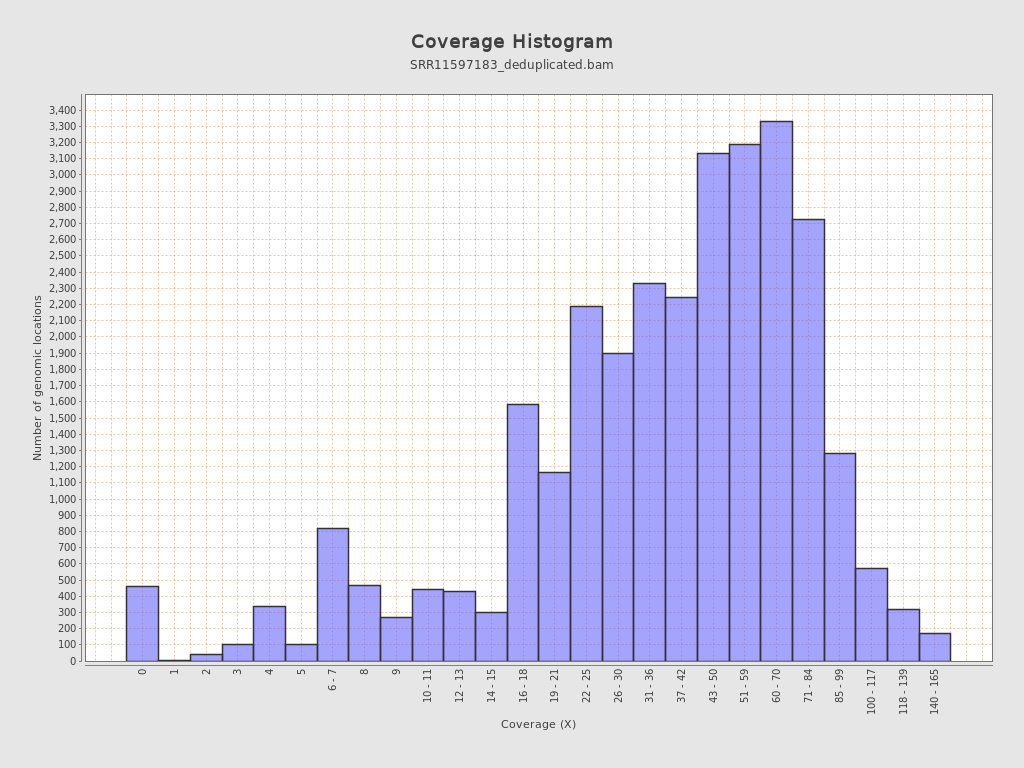 Coverage Histogram
SRR11597183_deduplicated.bam
Number of genomic locations
3,400
3,300
3,200
3,100
3,000
2,900
2,800
2,700
2,600
2,500
2,400
2,300
2,200
2,100
2,000
1,900
1,800
1,700
1,600
1,500
1,400
1,300
1,200
1,100
1,000
900
800
700
600
500
400
300
200
100
0
0
1
2
3
4
5
6 - 7
8
9
10 - 11
12 - 13
14 - 15
16 - 18
19 - 21
22 - 25
26 - 30
31 - 36
37 - 42
43 - 50
51 - 59
60 - 70
71 - 84
85 - 99
100 - 117
118 - 139
140 - 165
Coverage (X)